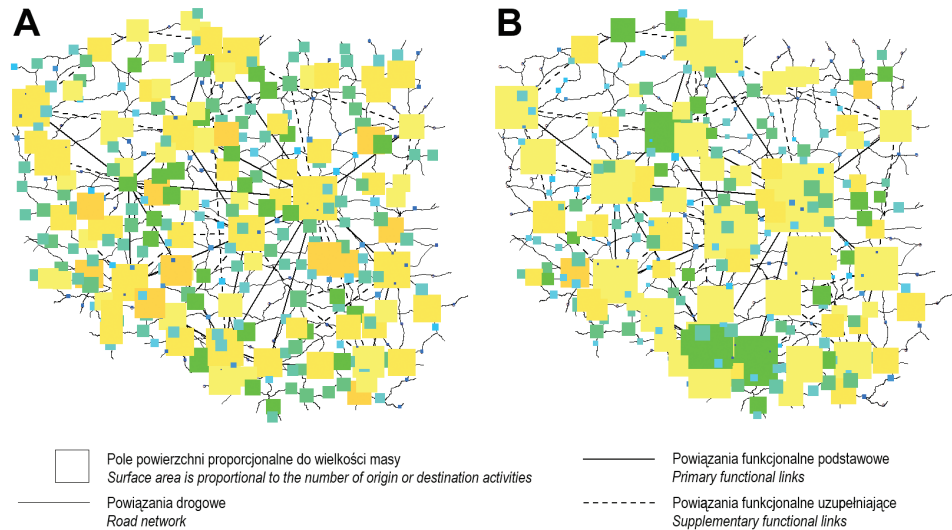 A
B
Pole powierzchni proporcjonalne do wielkości masy
Surface area is proportional to the number of origin or destination activities
Powiązania drogowe
Road network
Powiązania funkcjonalne podstawowe
Primary functional links
Powiązania funkcjonalne uzupełniające
Supplementary functional links